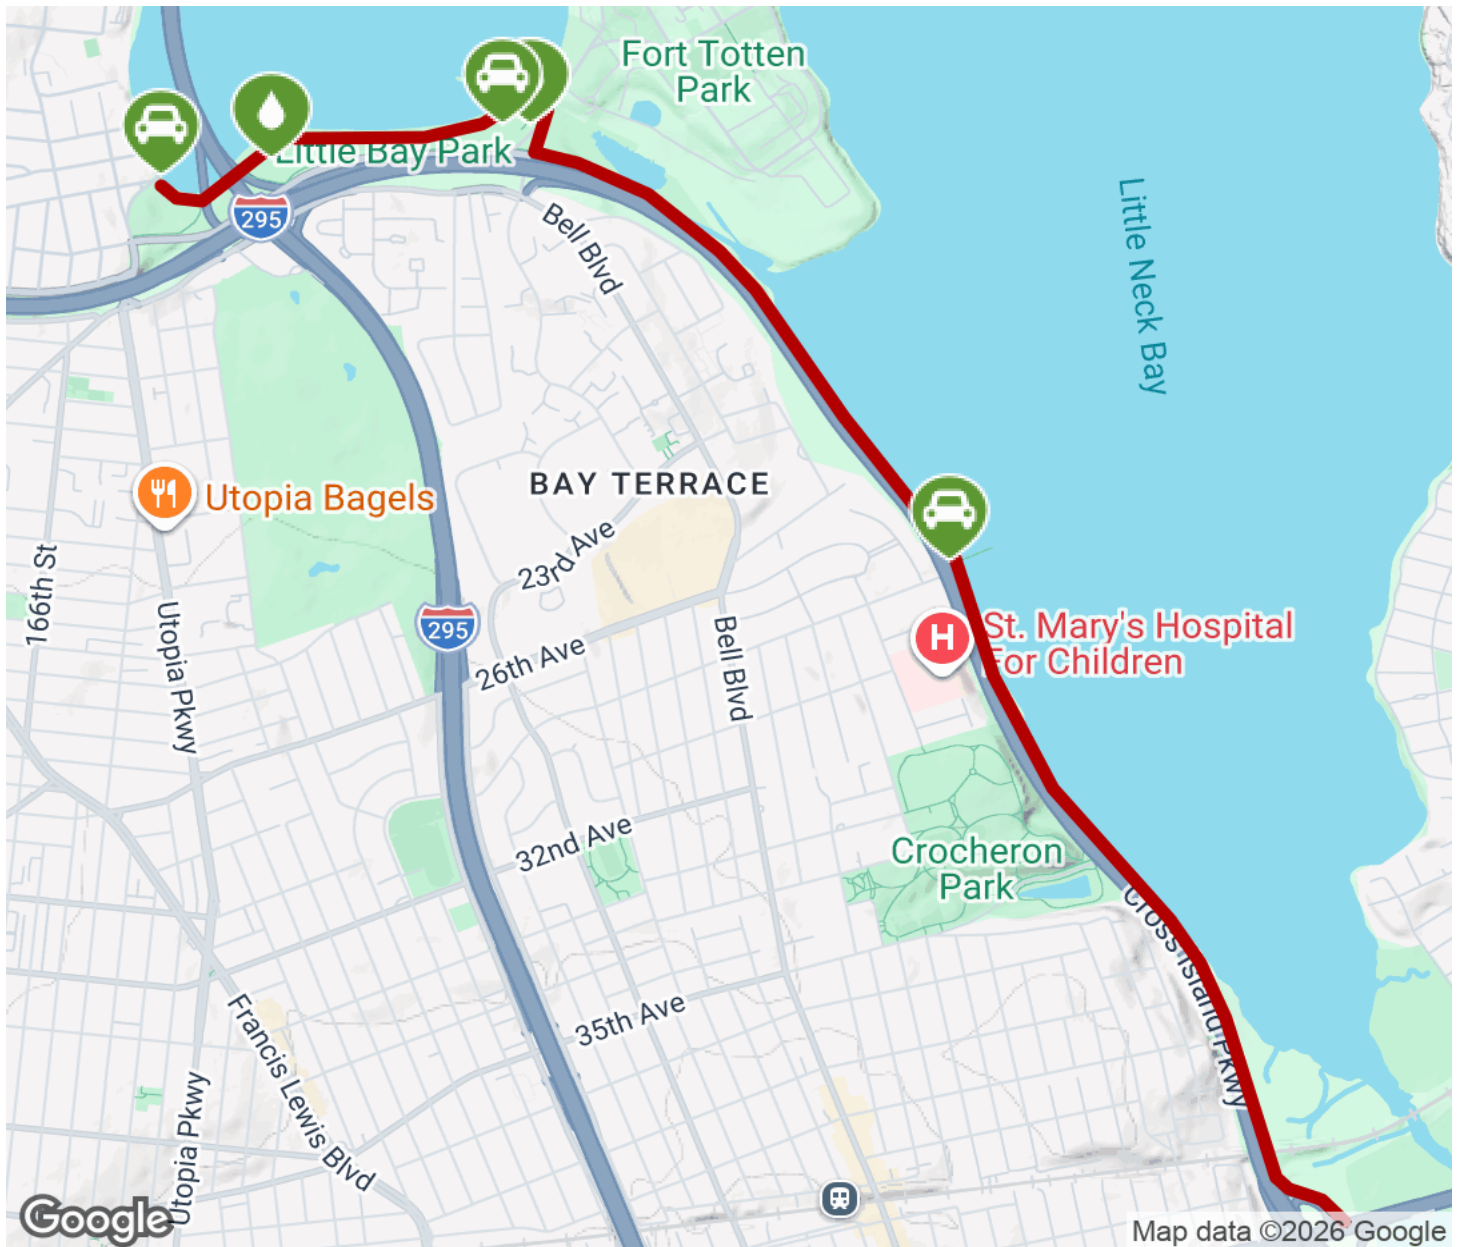 Fort Totten
Park
Little Bay Park
295
Bell Blvd
Little Neck Bay
BAY TERRACE
Utopia Bagels
23rd Ave
166th St
Utopia Pkwy
295
26th Ave
Bell Blvd
H
St. Mary's Hospital
For Children
32nd Ave
Crocheron
Park
Cross Island Pkwy
35th Ave
Francis Lewis Blvd
Utopia Pkwy
Google
Map data ©2026 Google